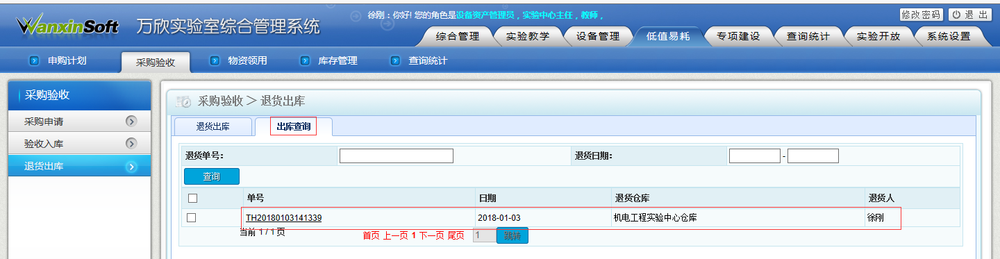 徐刚：你好! 您的角色是设备资产管理员，实验中心主任，教师，
修改密码 退 出
WanxinSoft 万欣实验室综合管理系统
综合管理 实验教学 设备管理 低值易耗 专项建设 查询统计 实验开放 系统设置
申购计划 采购验收 物资领用 库存管理 查询统计
采购验收
采购申请
验收入库
退货出库
采购验收 ＞ 退货出库
退货出库 出库查询
退货单号: 退货日期: -
查询
单号 日期 退货仓库 退货人
TH20180103141339 2018-01-03 机电工程实验中心仓库 徐刚
当前 1 / 1 页 首页 上一页 1 下一页 尾页 1 跳转